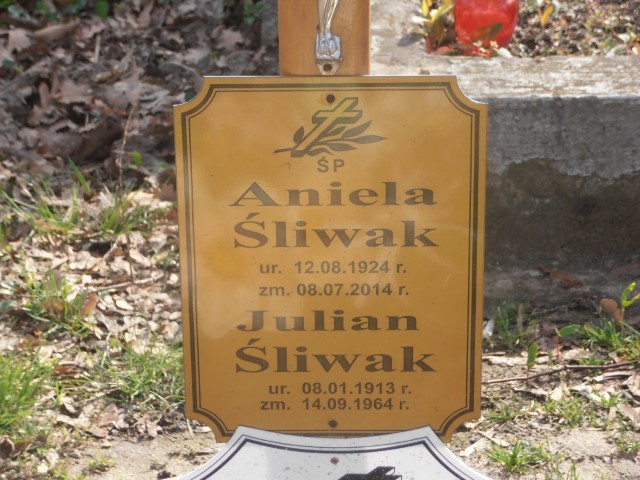 ŚP
Aniela
Śliwak
ur. 12.08.1924 r.
zm. 08.07.2014 r.
Julian
Śliwak
ur. 08.01.1913 r.
zm. 14.09.1964 r.